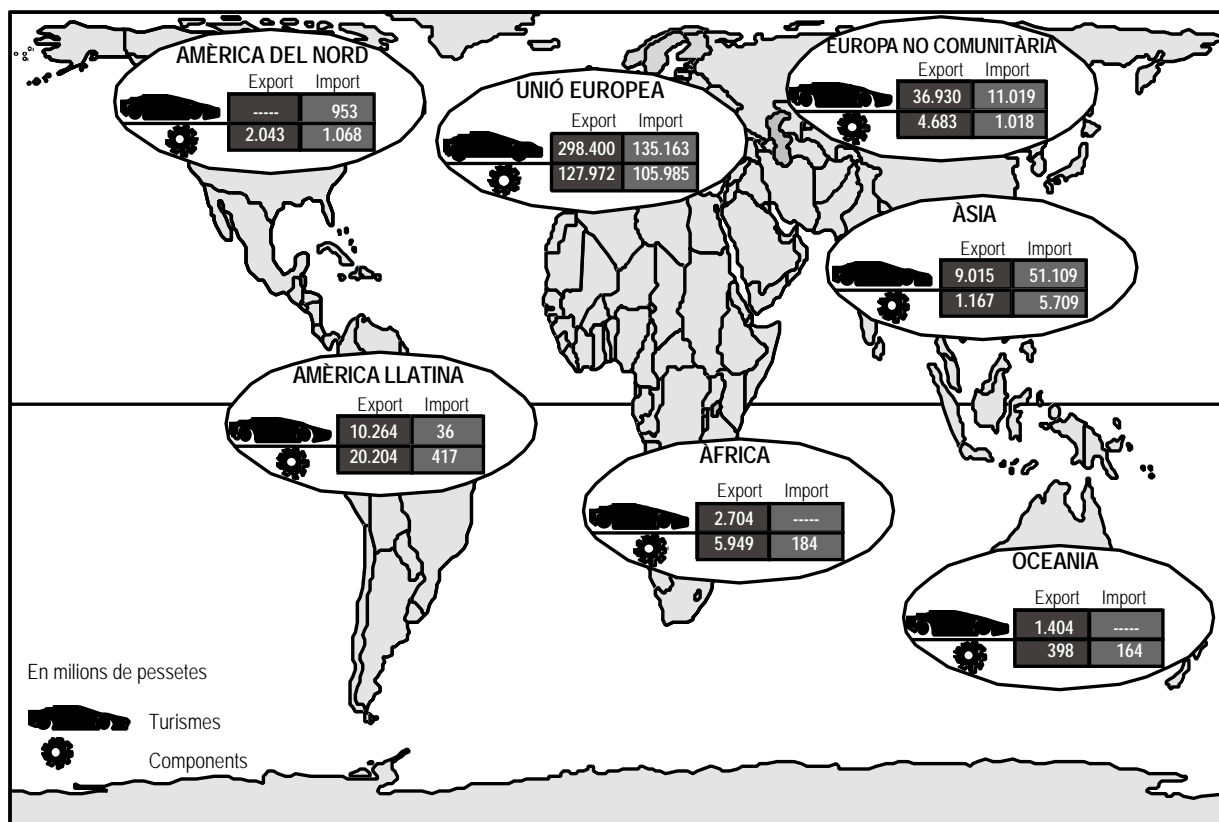 AMÈRICA DEL NORD
Export Import
----- 953
2.043 1.068
UNIÓ EUROPEA
Export Import
298.400 135.163
127.972 105.985
EUROPA NO COMUNITÀRIA
Export Import
36.930 11.019
4.683 1.018
ÀSIA
Export Import
9.015 51.109
1.167 5.709
AMÈRICA LLATINA
Export Import
10.264 36
20.204 417
ÀFRICA
Export Import
2.704 -----
5.949 184
OCEANIA
Export Import
1.404 -----
398 164
En milions de pessetes
Turismes
Components